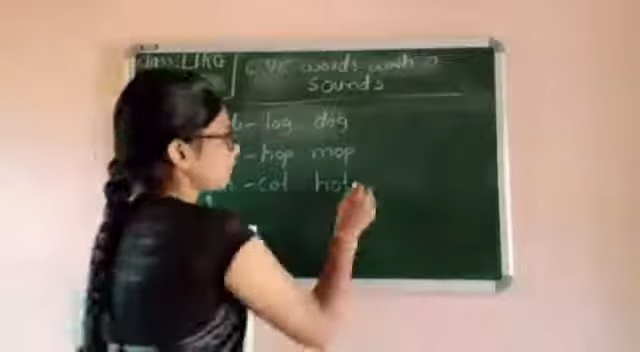 Class: LKG
CVC words with o
sounds
- log dog
- hop mop
- cot hot